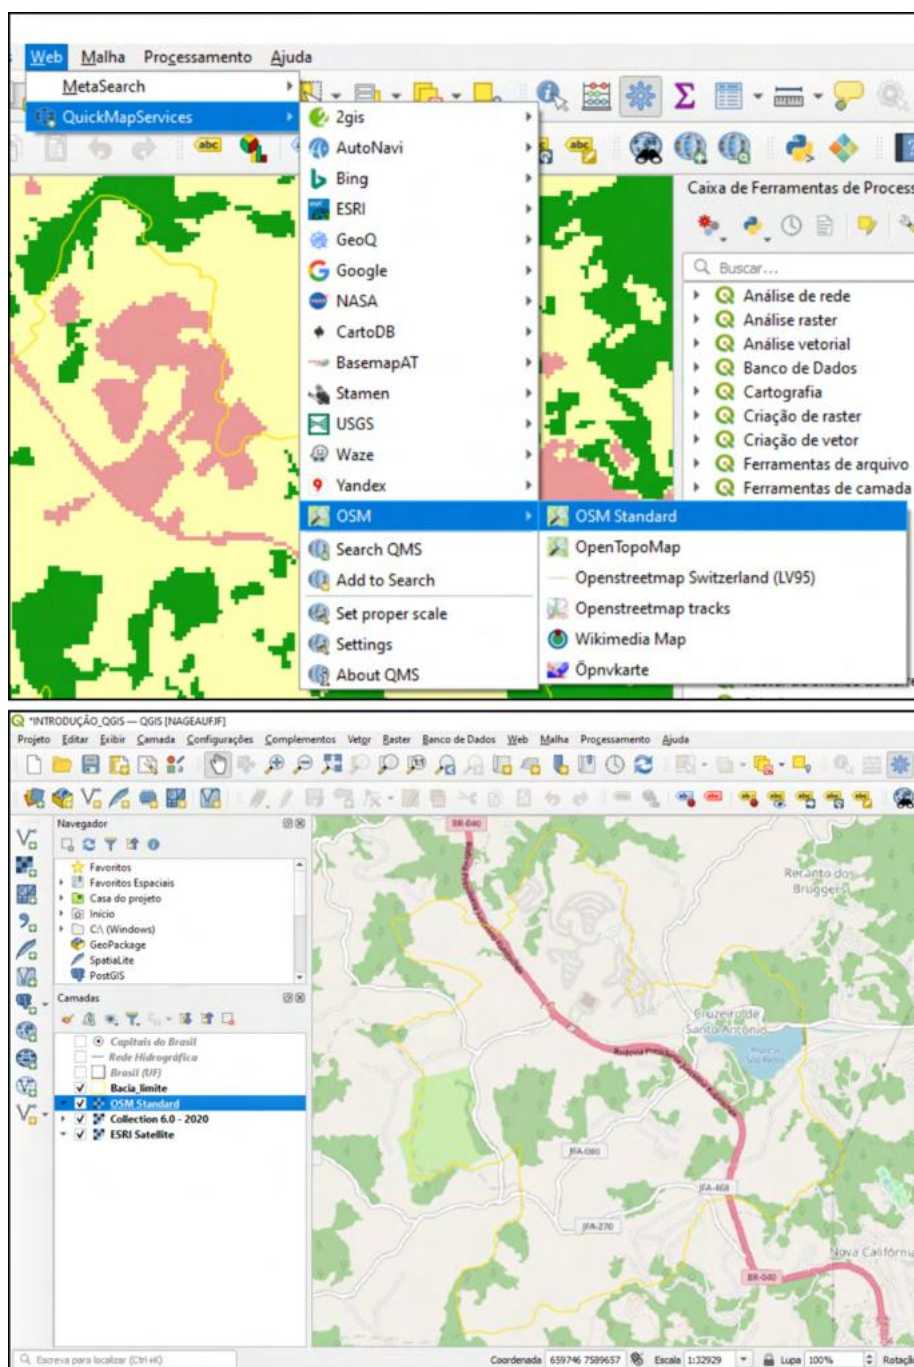 Web Malha Processamento Ajuda
MetaSearch
QuickMapServices
abc
abc
2gis
AutoNavi
Bing
ESRI
GeoQ
Google
NASA
CartoDB
BasemapAT
Stamen
USGS
Waze
Yandex
OSM
Search QMS
Add to Search
Set proper scale
Settings
About QMS
OSM Standard
OpenTopoMap
Openstreetmap Switzerland (LV95)
Openstreetmap tracks
Wikimedia Map
Öpnvkarte
Caixa de Ferramentas de Process
Buscar...
Análise de rede
Análise raster
Análise vetorial
Banco de Dados
Cartografia
Criação de raster
Criação de vetor
Ferramentas de arquivo
Ferramentas de camada
*INTRODUÇÃO_QGIS — QGIS [NAGEAUFJF]
Projeto Editar Exibir Camada Configurações Complementos Vetor Raster Banco de Dados Web Malha Processamento Ajuda
Navegador
Favoritos
Favoritos Espaciais
Casa do projeto
Início
C:\ (Windows)
GeoPackage
SpatiaLite
PostGIS
Camadas
Capitais do Brasil
Rede Hidrográfica
Brasil (UF)
Bacia_limite
OSM Standard
Collection 6.0 - 2020
ESRI Satellite
BR-040
Recanto dos
Bruggers
Cruzeiro de
Santo Antônio
JFA-080
JFA-468
JFA-270
Nova Califórni
BR-040
Escreva para localizar (Ctrl+K)
Coordenada 659746 7589657 Escala 1:32929 Lupa 100% Rotaçã